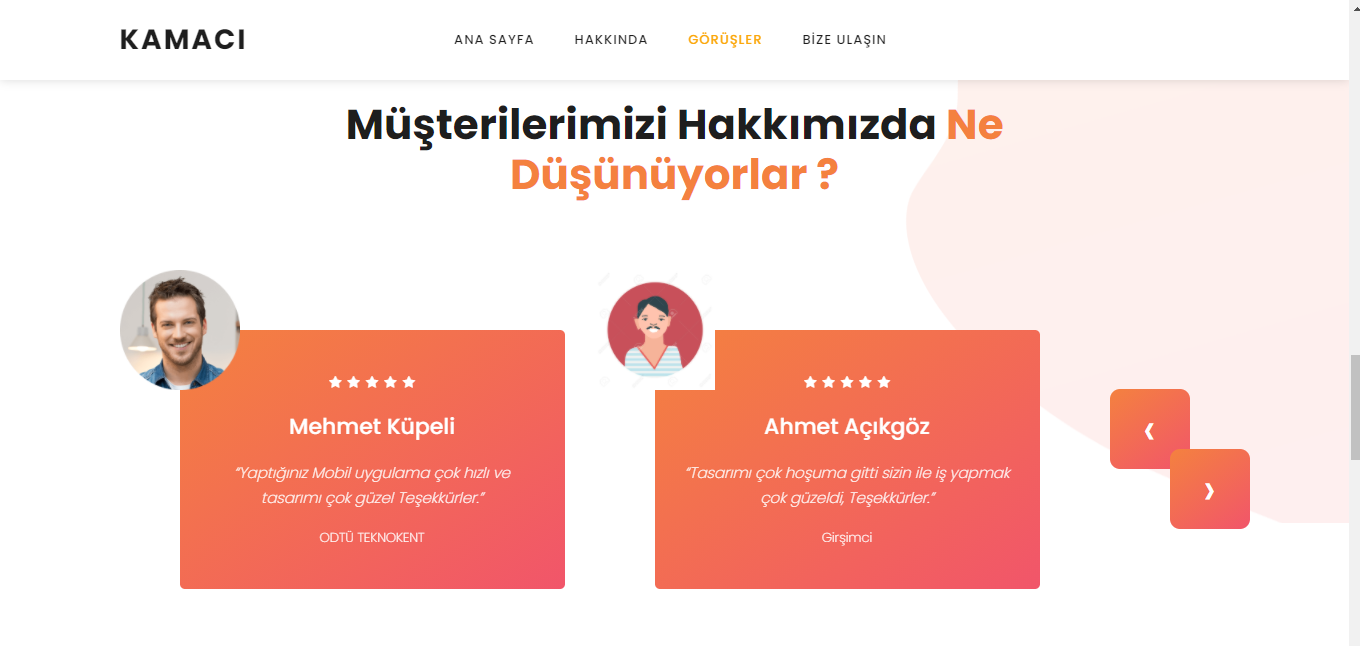 KAMACI
ANA SAYFA
HAKKINDA
GÖRÜŞLER
BİZE ULAŞIN
Müşterilerimizi Hakkımızda Ne
Düşünüyorlar ?
Mehmet Küpeli
“Yaptığınız Mobil uygulama çok hızlı ve
tasarımı çok güzel Teşekkürler.”
ODTÜ TEKNOKENT
Ahmet Açıkgöz
“Tasarımı çok hoşuma gitti sizin ile iş yapmak
çok güzeldi, Teşekkürler.”
Girşimci